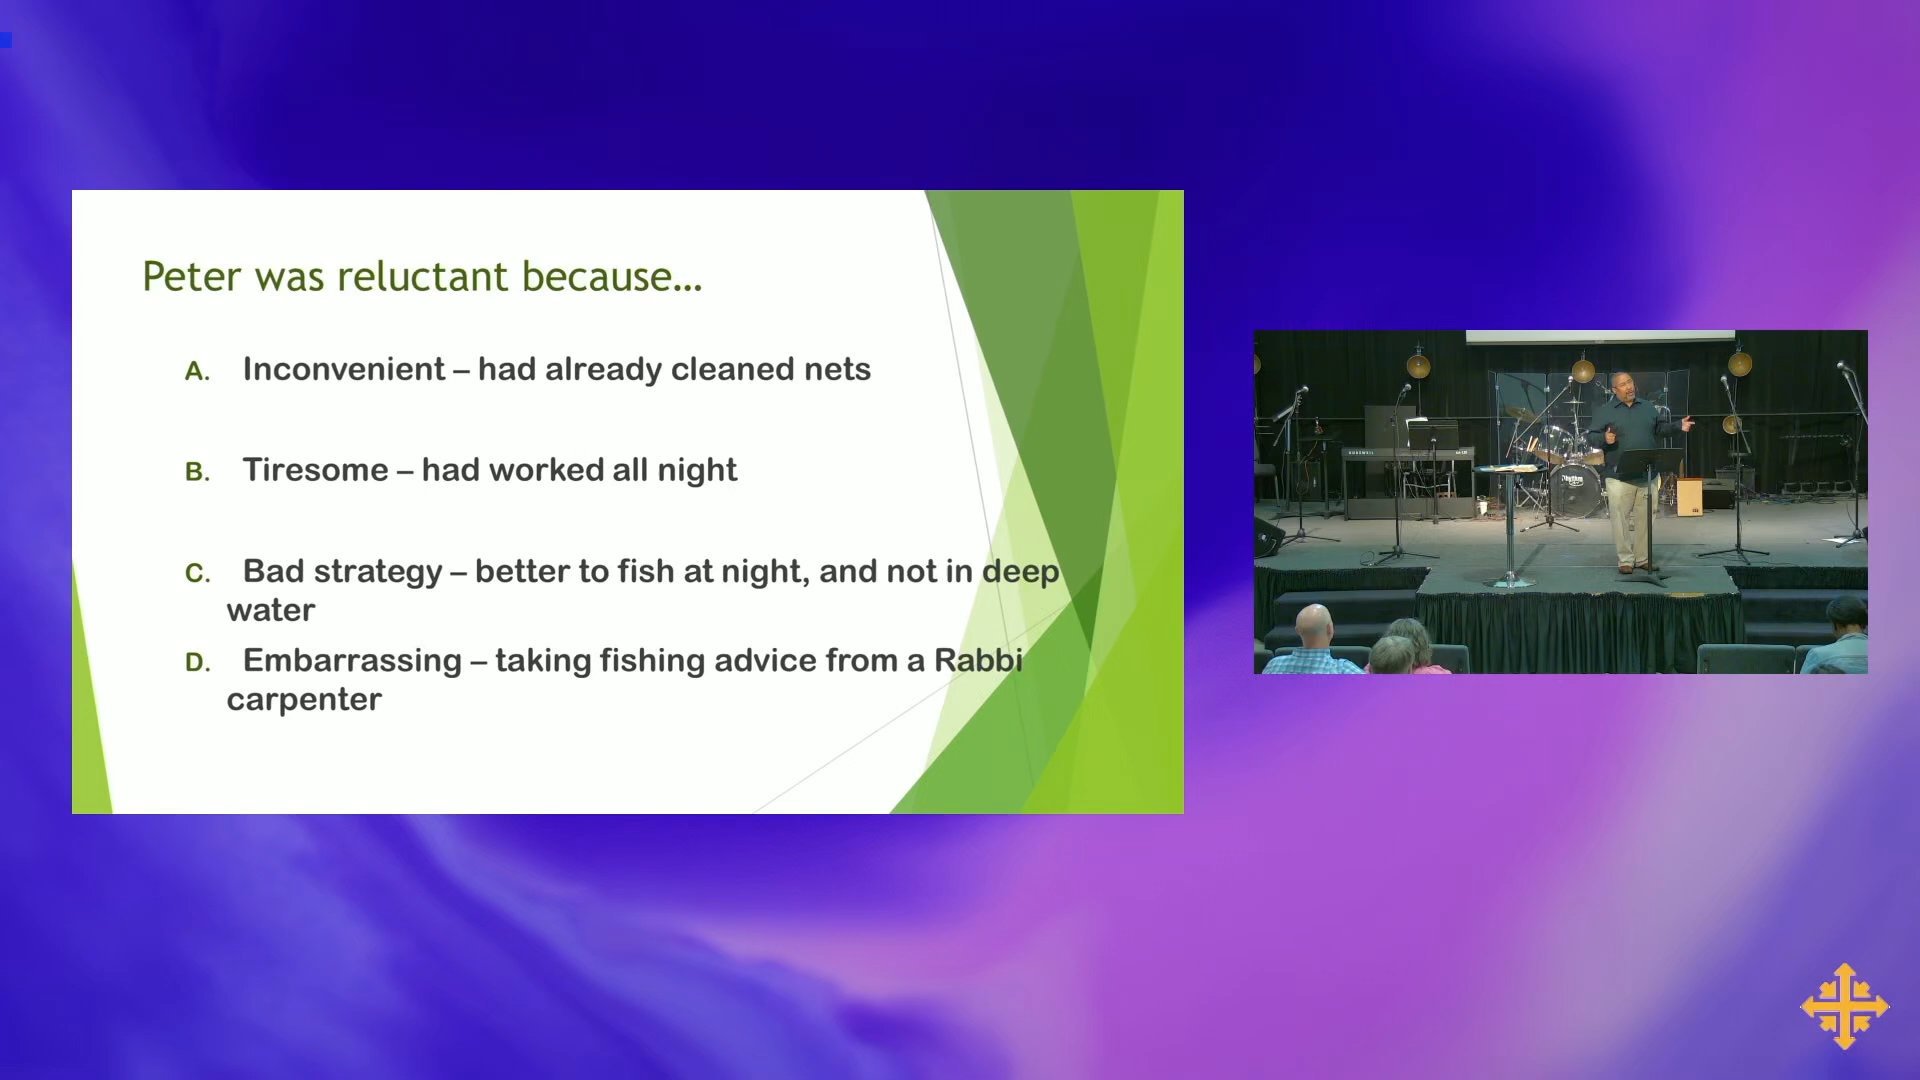 Peter was reluctant because...
A. Inconvenient – had already cleaned nets
B. Tiresome – had worked all night
C. Bad strategy – better to fish at night, and not in deep
water
D. Embarrassing – taking fishing advice from a Rabbi
carpenter